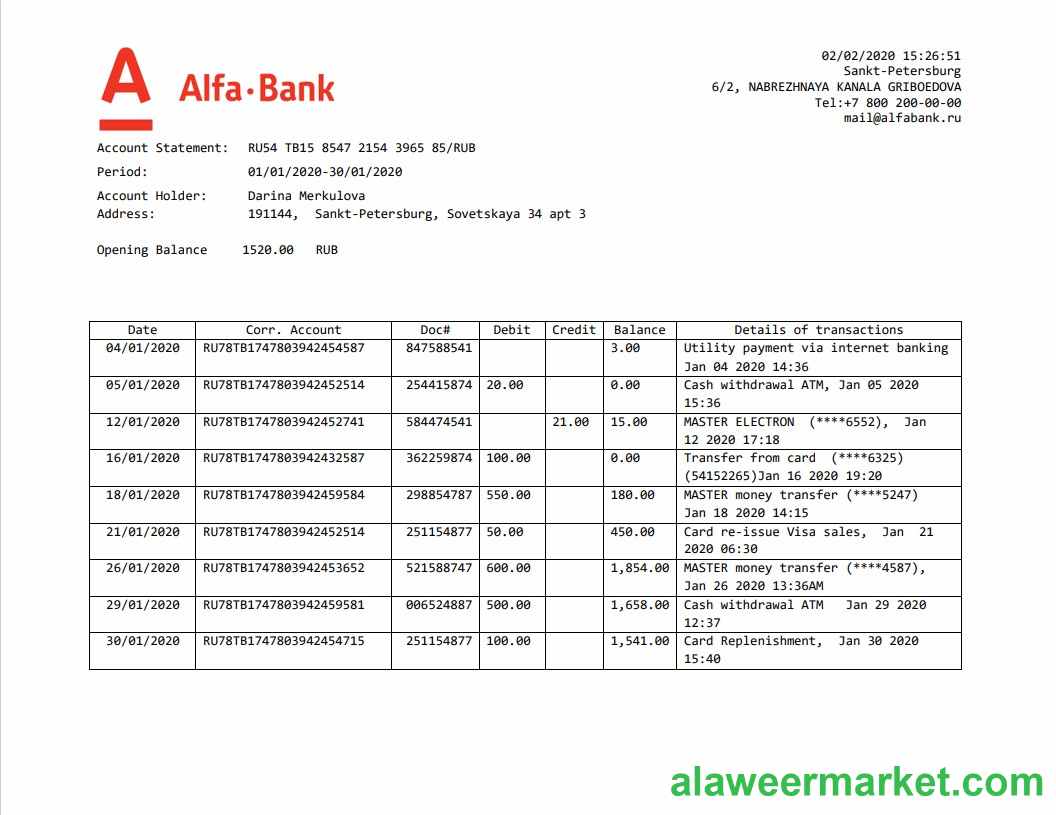 Alfa·Bank
02/02/2020 15:26:51
Sankt-Petersburg
6/2, NABREZHNAYA KANALA GRIBOEDOVA
Tel:+7 800 200-00-00
mail@alfabank.ru
Account Statement: RU54 TB15 8547 2154 3965 85/RUB
Period: 01/01/2020-30/01/2020
Account Holder: Darina Merkulova
Address: 191144, Sankt-Petersburg, Sovetskaya 34 apt 3
Opening Balance 1520.00 RUB
Date Corr. Account Doc# Debit Credit Balance Details of transactions
04/01/2020 RU78TB1747803942454587 847588541 3.00 Utility payment via internet banking
Jan 04 2020 14:36
05/01/2020 RU78TB1747803942452514 254415874 20.00 0.00 Cash withdrawal ATM, Jan 05 2020
15:36
12/01/2020 RU78TB1747803942452741 584474541 21.00 15.00 MASTER ELECTRON (****6552), Jan
12 2020 17:18
16/01/2020 RU78TB1747803942432587 362259874 100.00 0.00 Transfer from card (****6325)
(54152265)Jan 16 2020 19:20
18/01/2020 RU78TB1747803942459584 298854787 550.00 180.00 MASTER money transfer (****5247)
Jan 18 2020 14:15
21/01/2020 RU78TB1747803942452514 251154877 50.00 450.00 Card re-issue Visa sales, Jan 21
2020 06:30
26/01/2020 RU78TB1747803942453652 521588747 600.00 1,854.00 MASTER money transfer (****4587),
Jan 26 2020 13:36AM
29/01/2020 RU78TB1747803942459581 006524887 500.00 1,658.00 Cash withdrawal ATM Jan 29 2020
12:37
30/01/2020 RU78TB1747803942454715 251154877 100.00 1,541.00 Card Replenishment, Jan 30 2020
15:40
alaweermarket.com